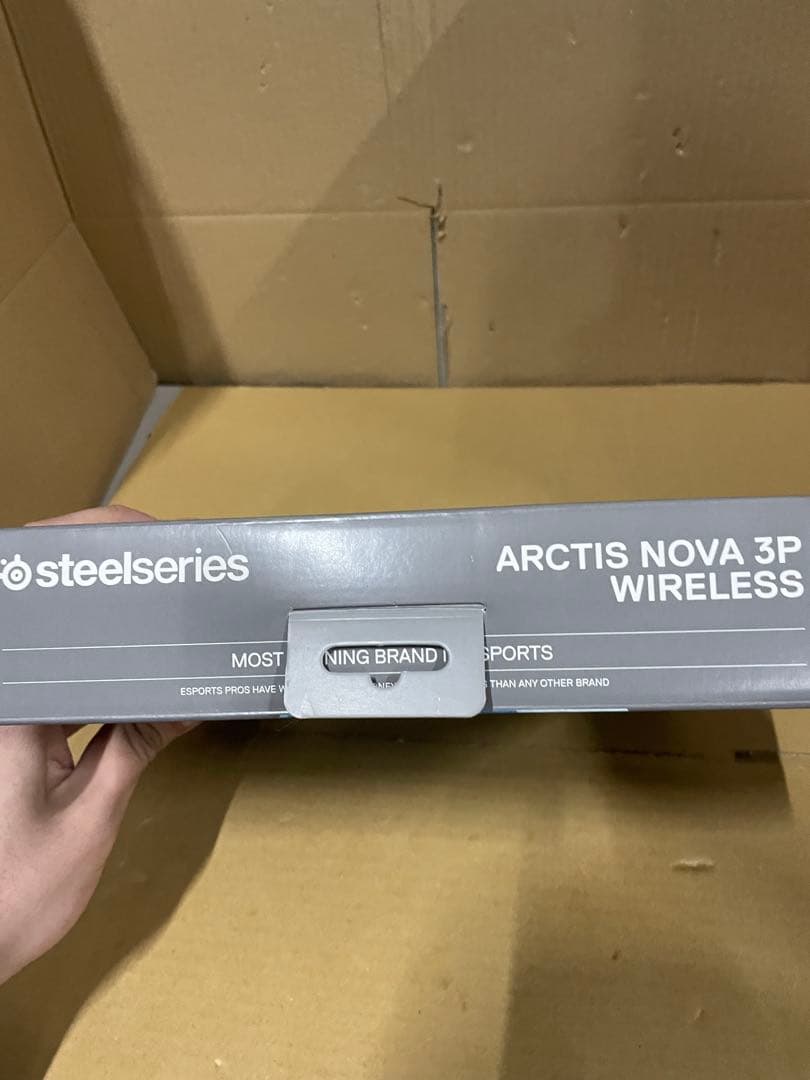 steelseries
ARCTIS NOVA 3P
WIRELESS
MOST NING BRAND SPORTS
ESPORTS PROS HAVE THAN ANY OTHER BRAND